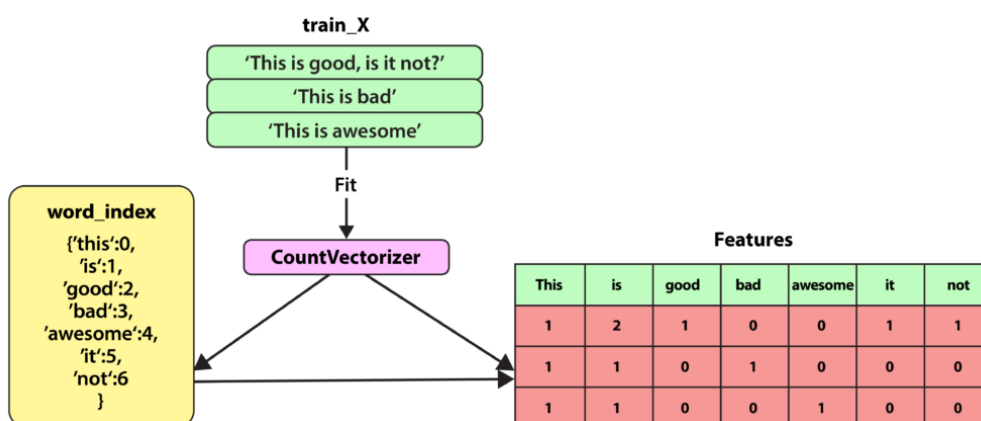 train_X
‘This is good, is it not?’
‘This is bad’
‘This is awesome’
Fit
CountVectorizer
word_index
{’this‘:0,
’is‘:1,
’good‘:2,
’bad‘:3,
’awesome‘:4,
’it‘:5,
’not‘:6
}
Features
This is good bad awesome it not
1 2 1 0 0 1 1
1 1 0 1 0 0 0
1 1 0 0 1 0 0